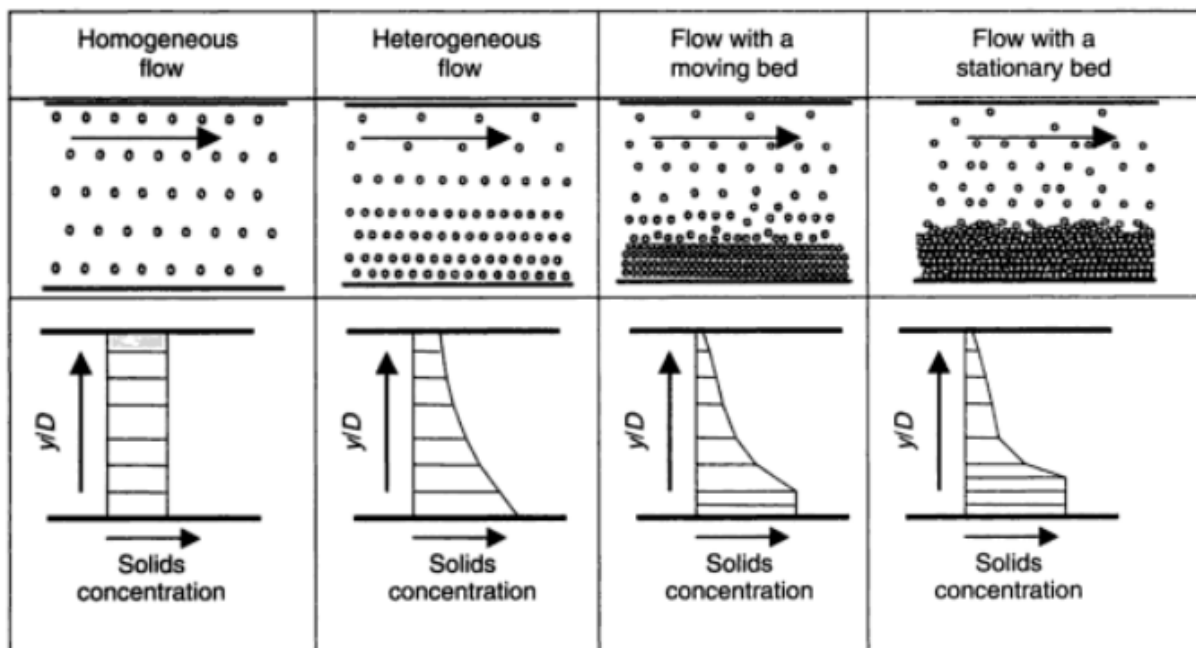 Homogeneous
flow
Heterogeneous
flow
Flow with a
moving bed
Flow with a
stationary bed
y/D
Solids
concentration
y/D
Solids
concentration
y/D
Solids
concentration
y/D
Solids
concentration